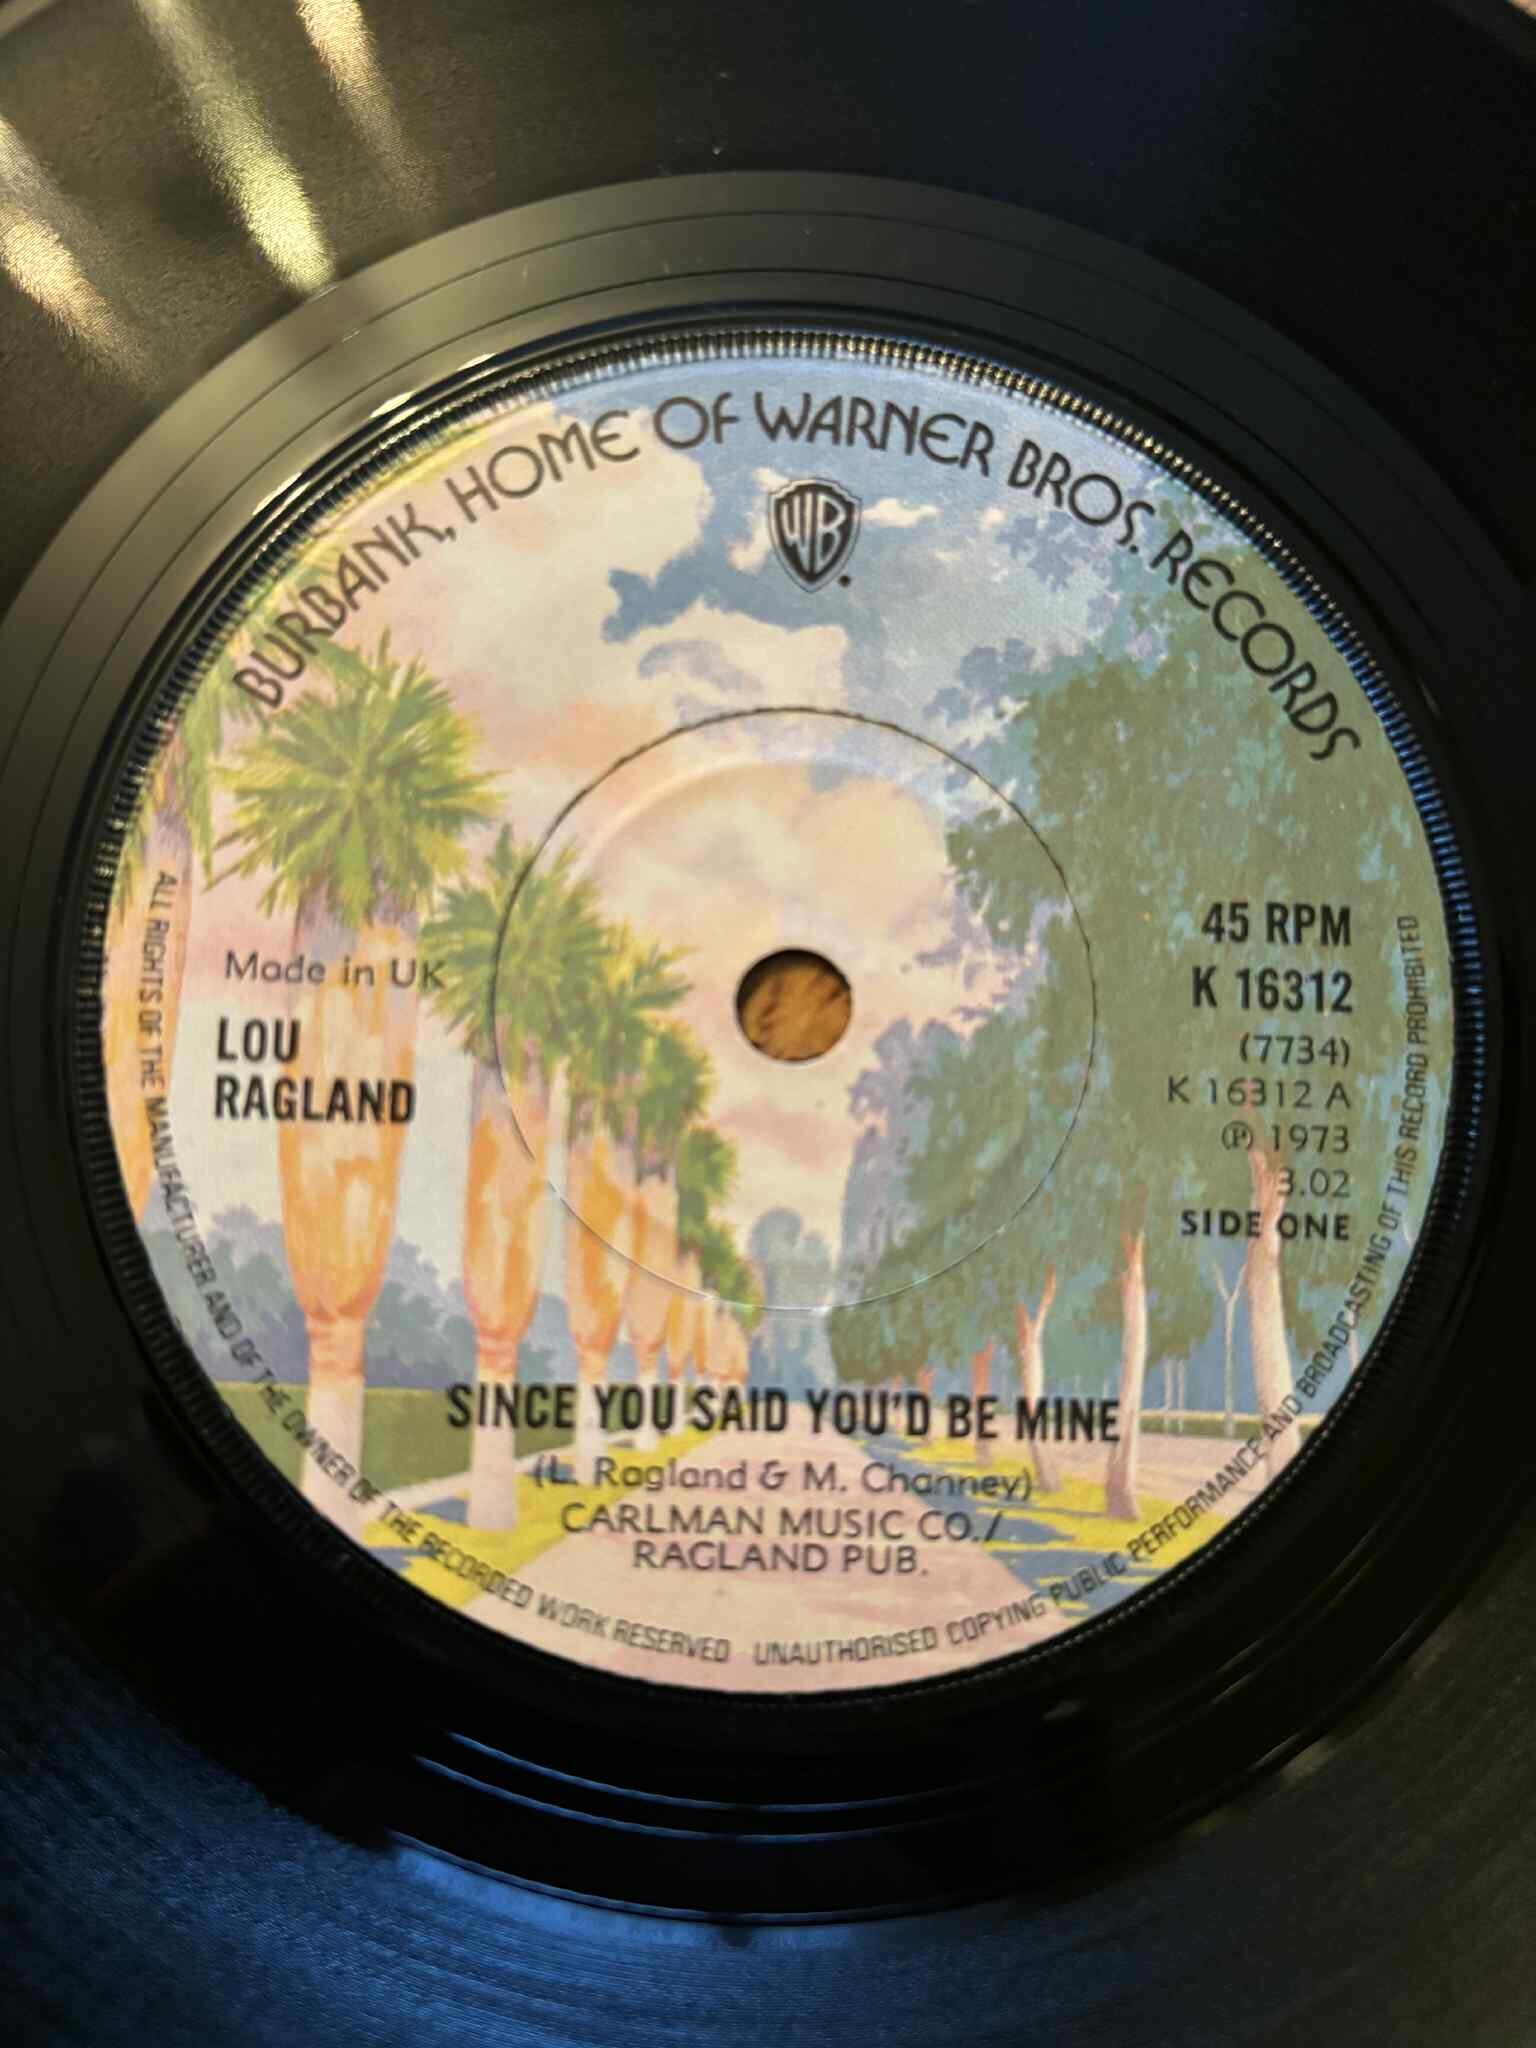 BURBANK, HOME OF WARNER BROS. RECORDS
WB
Made in UK
LOU
RAGLAND
45 RPM
K 16312
(7734)
K 16312 A
Ⓟ 1973
3.02
SIDE ONE
SINCE YOU SAID YOU'D BE MINE
(L. Ragland & M. Channey)
CARLMAN MUSIC CO./
RAGLAND PUB.
ALL RIGHTS OF THE MANUFACTURER AND OF THE OWNER OF THE RECORDED WORK RESERVED UNAUTHORISED COPYING PUBLIC PERFORMANCE AND BROADCASTING OF THIS RECORD PROHIBITED